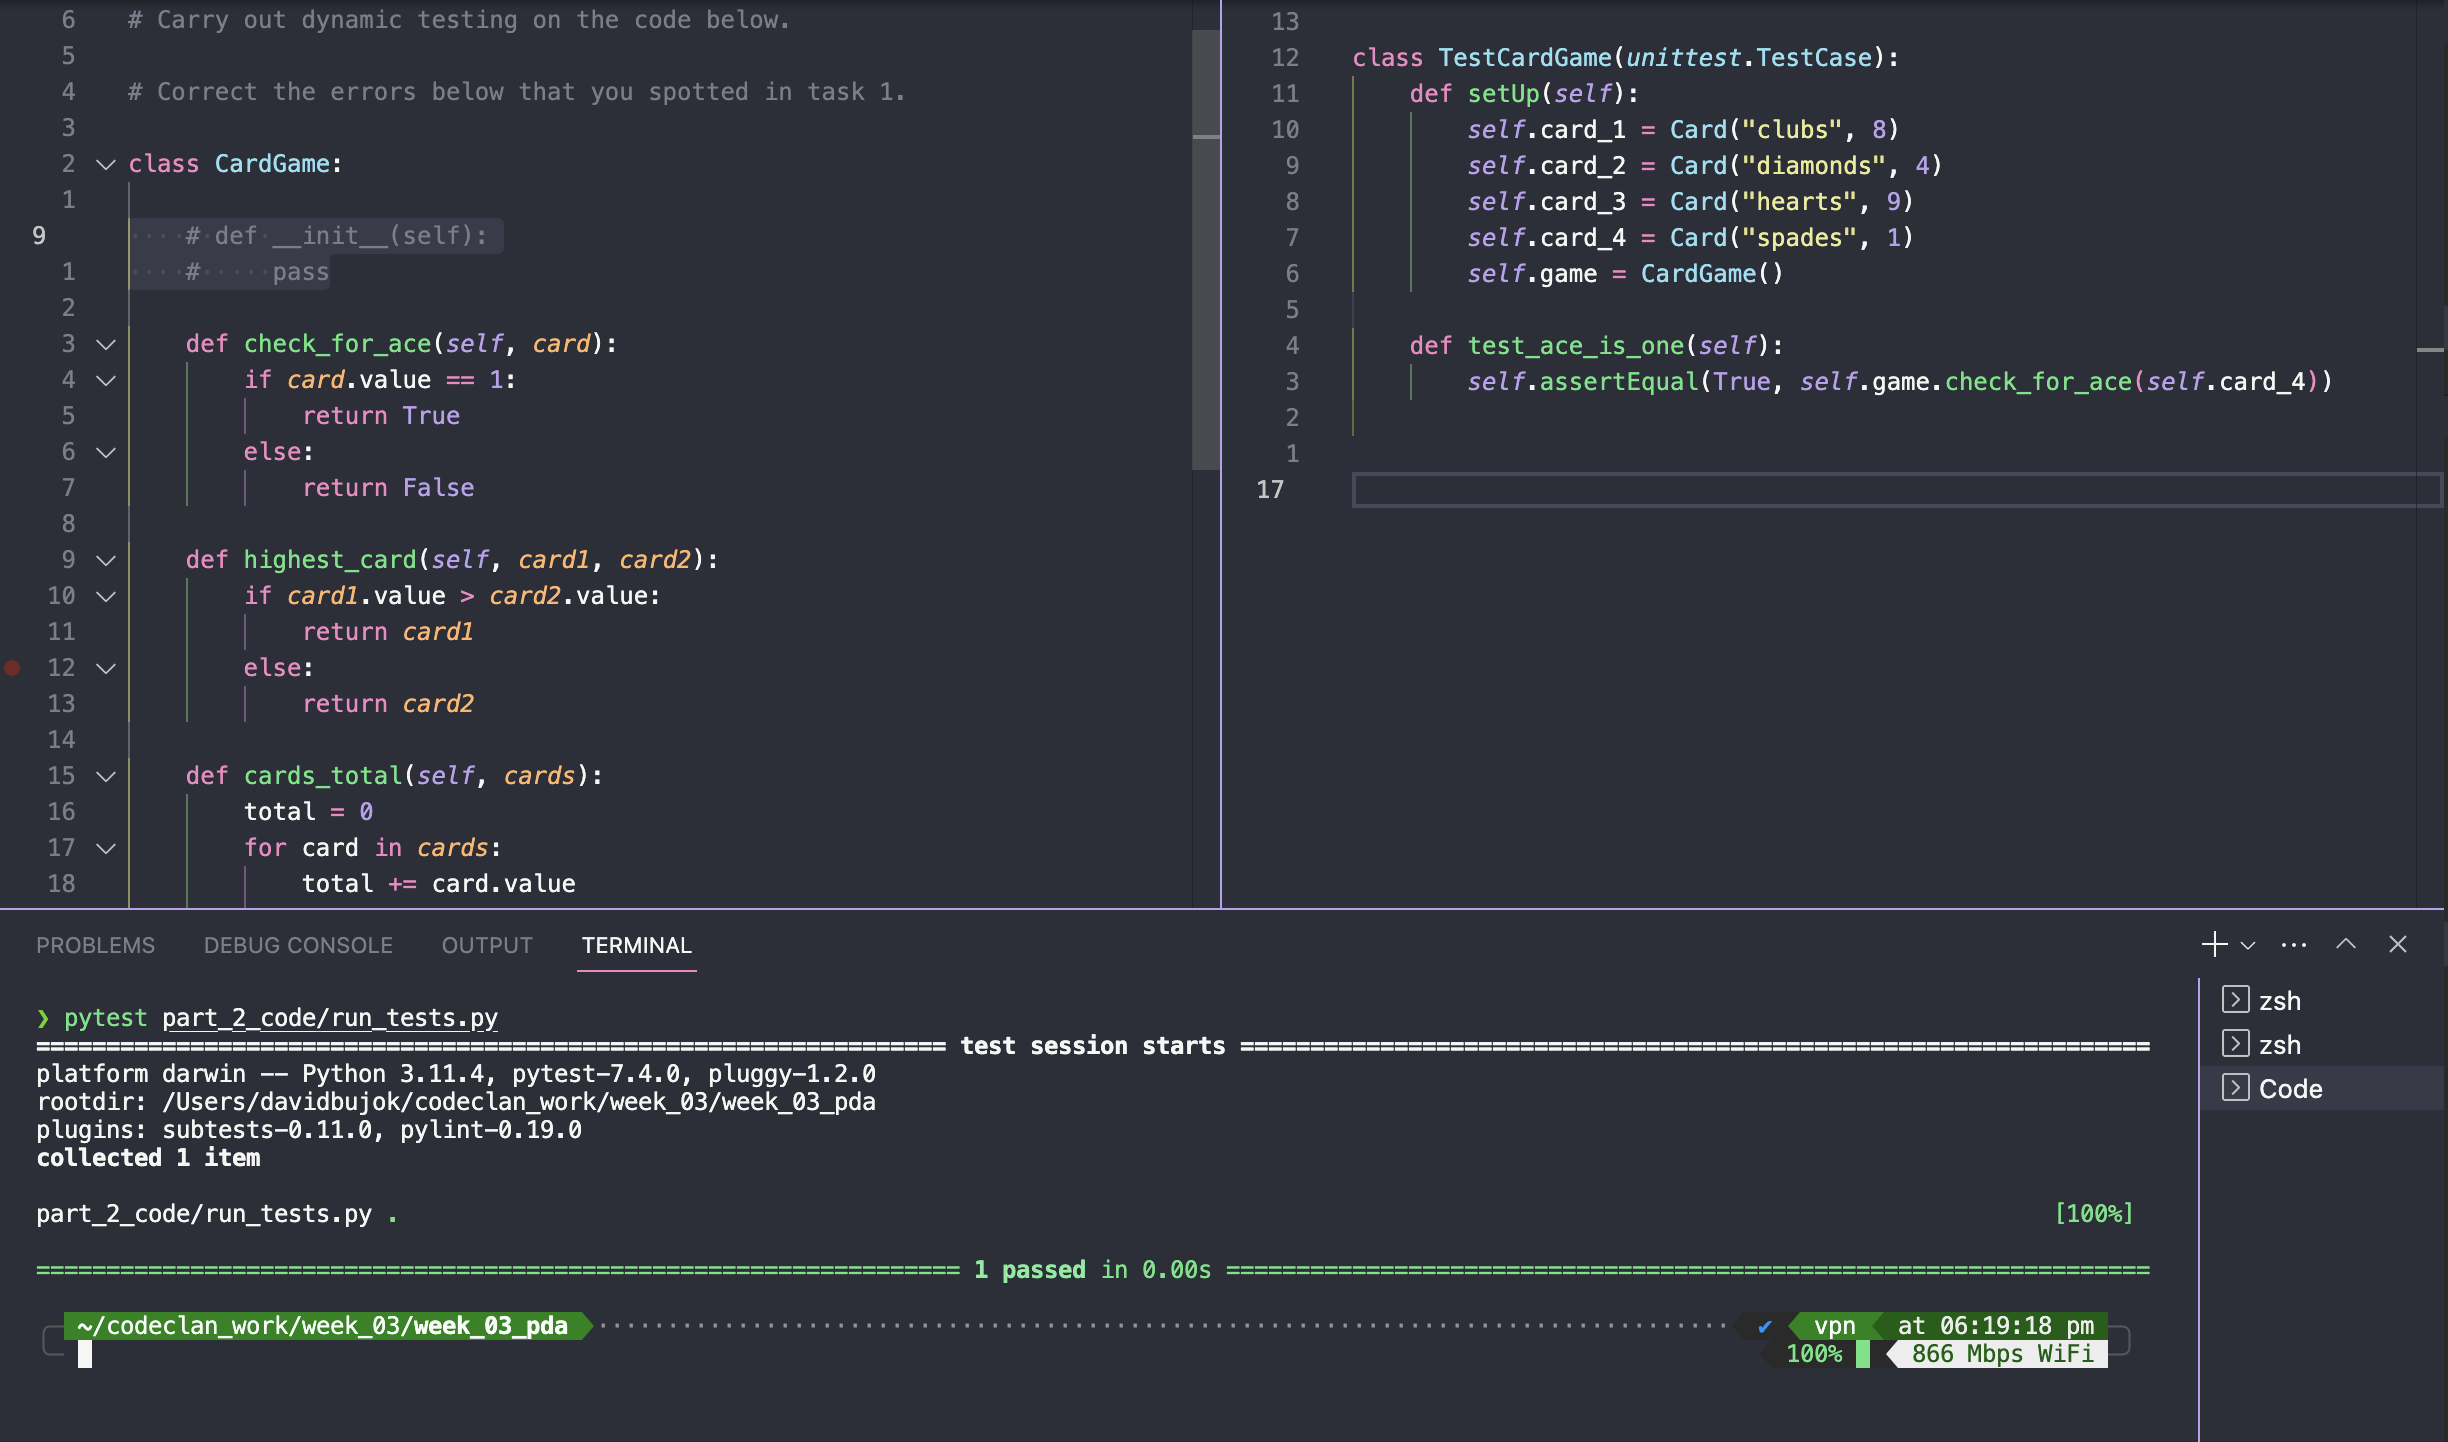 6 # Carry out dynamic testing on the code below.
5
4 # Correct the errors below that you spotted in task 1.
3
2 class CardGame:
1
9 # def __init__(self):
1 # pass
2
3 def check_for_ace(self, card):
4 if card.value == 1:
5 return True
6 else:
7 return False
8
9 def highest_card(self, card1, card2):
10 if card1.value > card2.value:
11 return card1
12 else:
13 return card2
14
15 def cards_total(self, cards):
16 total = 0
17 for card in cards:
18 total += card.value
13
12 class TestCardGame(unittest.TestCase):
11 def setUp(self):
10 self.card_1 = Card("clubs", 8)
9 self.card_2 = Card("diamonds", 4)
8 self.card_3 = Card("hearts", 9)
7 self.card_4 = Card("spades", 1)
6 self.game = CardGame()
5
4 def test_ace_is_one(self):
3 self.assertEqual(True, self.game.check_for_ace(self.card_4))
2
1
17
PROBLEMS DEBUG CONSOLE OUTPUT TERMINAL
❯ pytest part_2_code/run_tests.py
================================================================= test session starts =================================================================
platform darwin -- Python 3.11.4, pytest-7.4.0, pluggy-1.2.0
rootdir: /Users/davidbujok/codeclan_work/week_03/week_03_pda
plugins: subtests-0.11.0, pylint-0.19.0
collected 1 item
part_2_code/run_tests.py . [100%]
================================================================== 1 passed in 0.00s ==================================================================
~/codeclan_work/week_03/week_03_pda ✔ vpn at 06:19:18 pm
100% 866 Mbps WiFi
zsh
zsh
Code